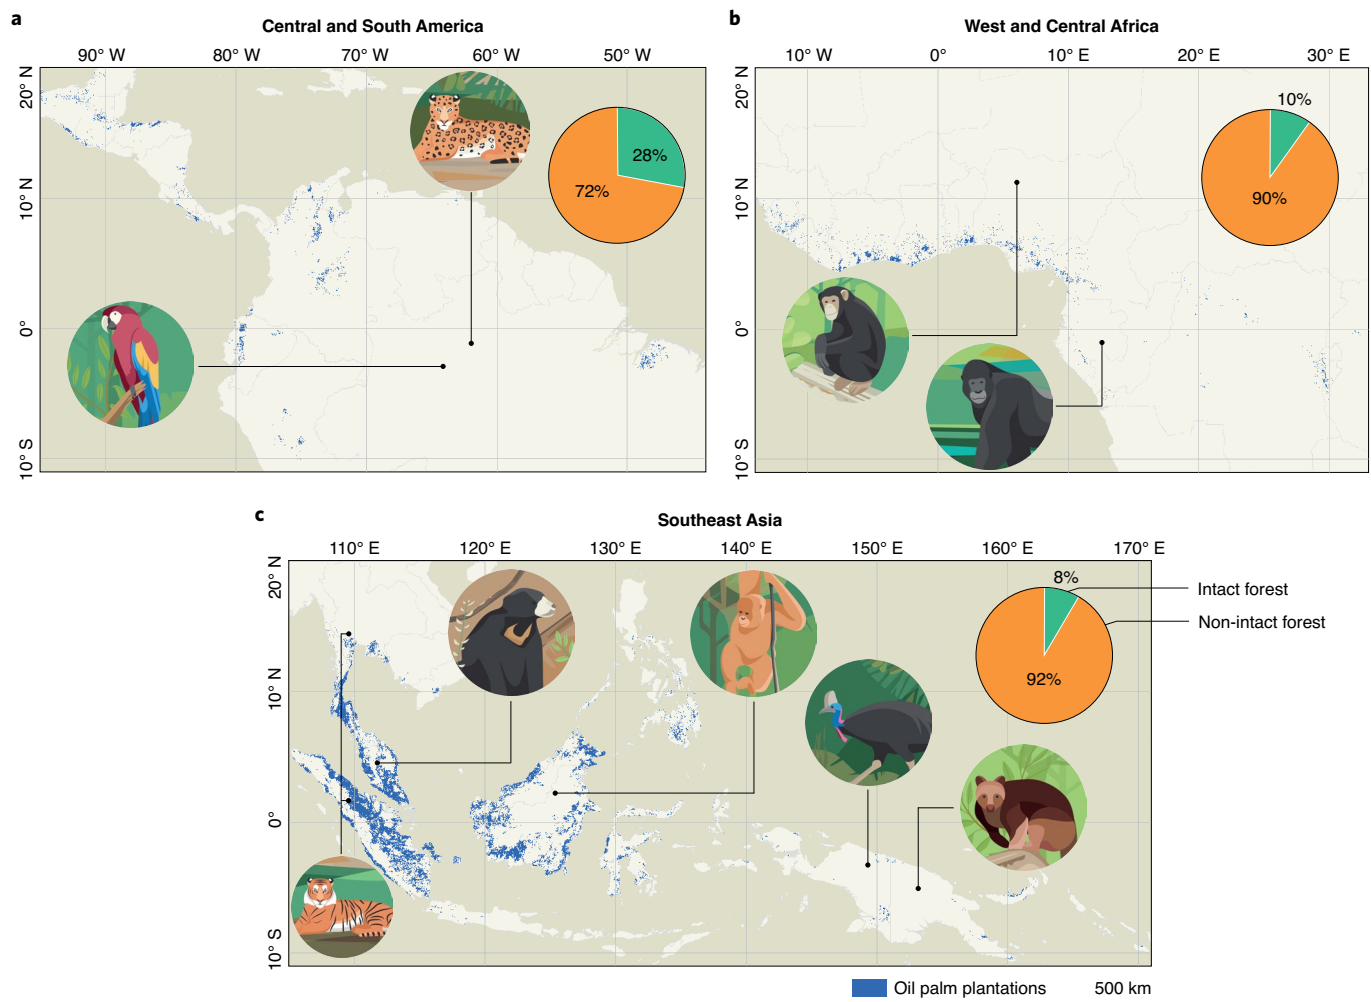 a
Central and South America
90° W 80° W 70° W 60° W 50° W
20° N
10° N
0°
10° S
28%
72%
b
West and Central Africa
10° W 0° 10° E 20° E 30° E
20° N
10° N
0°
10° S
10%
90%
c
Southeast Asia
110° E 120° E 130° E 140° E 150° E 160° E 170° E
20° N
10° N
0°
10° S
8%
92%
Intact forest
Non-intact forest
Oil palm plantations 500 km